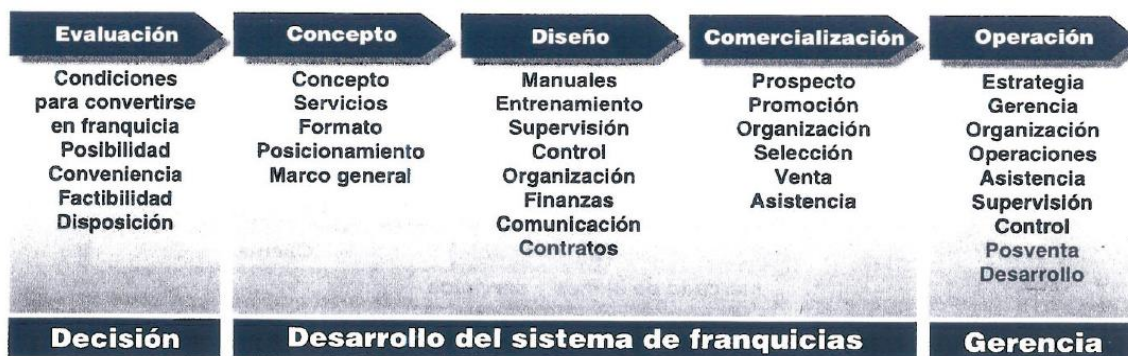 Evaluación
Condiciones
para convertirse
en franquicia
Posibilidad
Conveniencia
Factibilidad
Disposición
Concepto
Concepto
Servicios
Formato
Posicionamiento
Marco general
Diseño
Manuales
Entrenamiento
Supervisión
Control
Organización
Finanzas
Comunicación
Contratos
Comercialización
Prospecto
Promoción
Organización
Selección
Venta
Asistencia
Operación
Estrategia
Gerencia
Organización
Operaciones
Asistencia
Supervisión
Control
Posventa
Desarrollo
Decisión
Desarrollo del sistema de franquicias
Gerencia